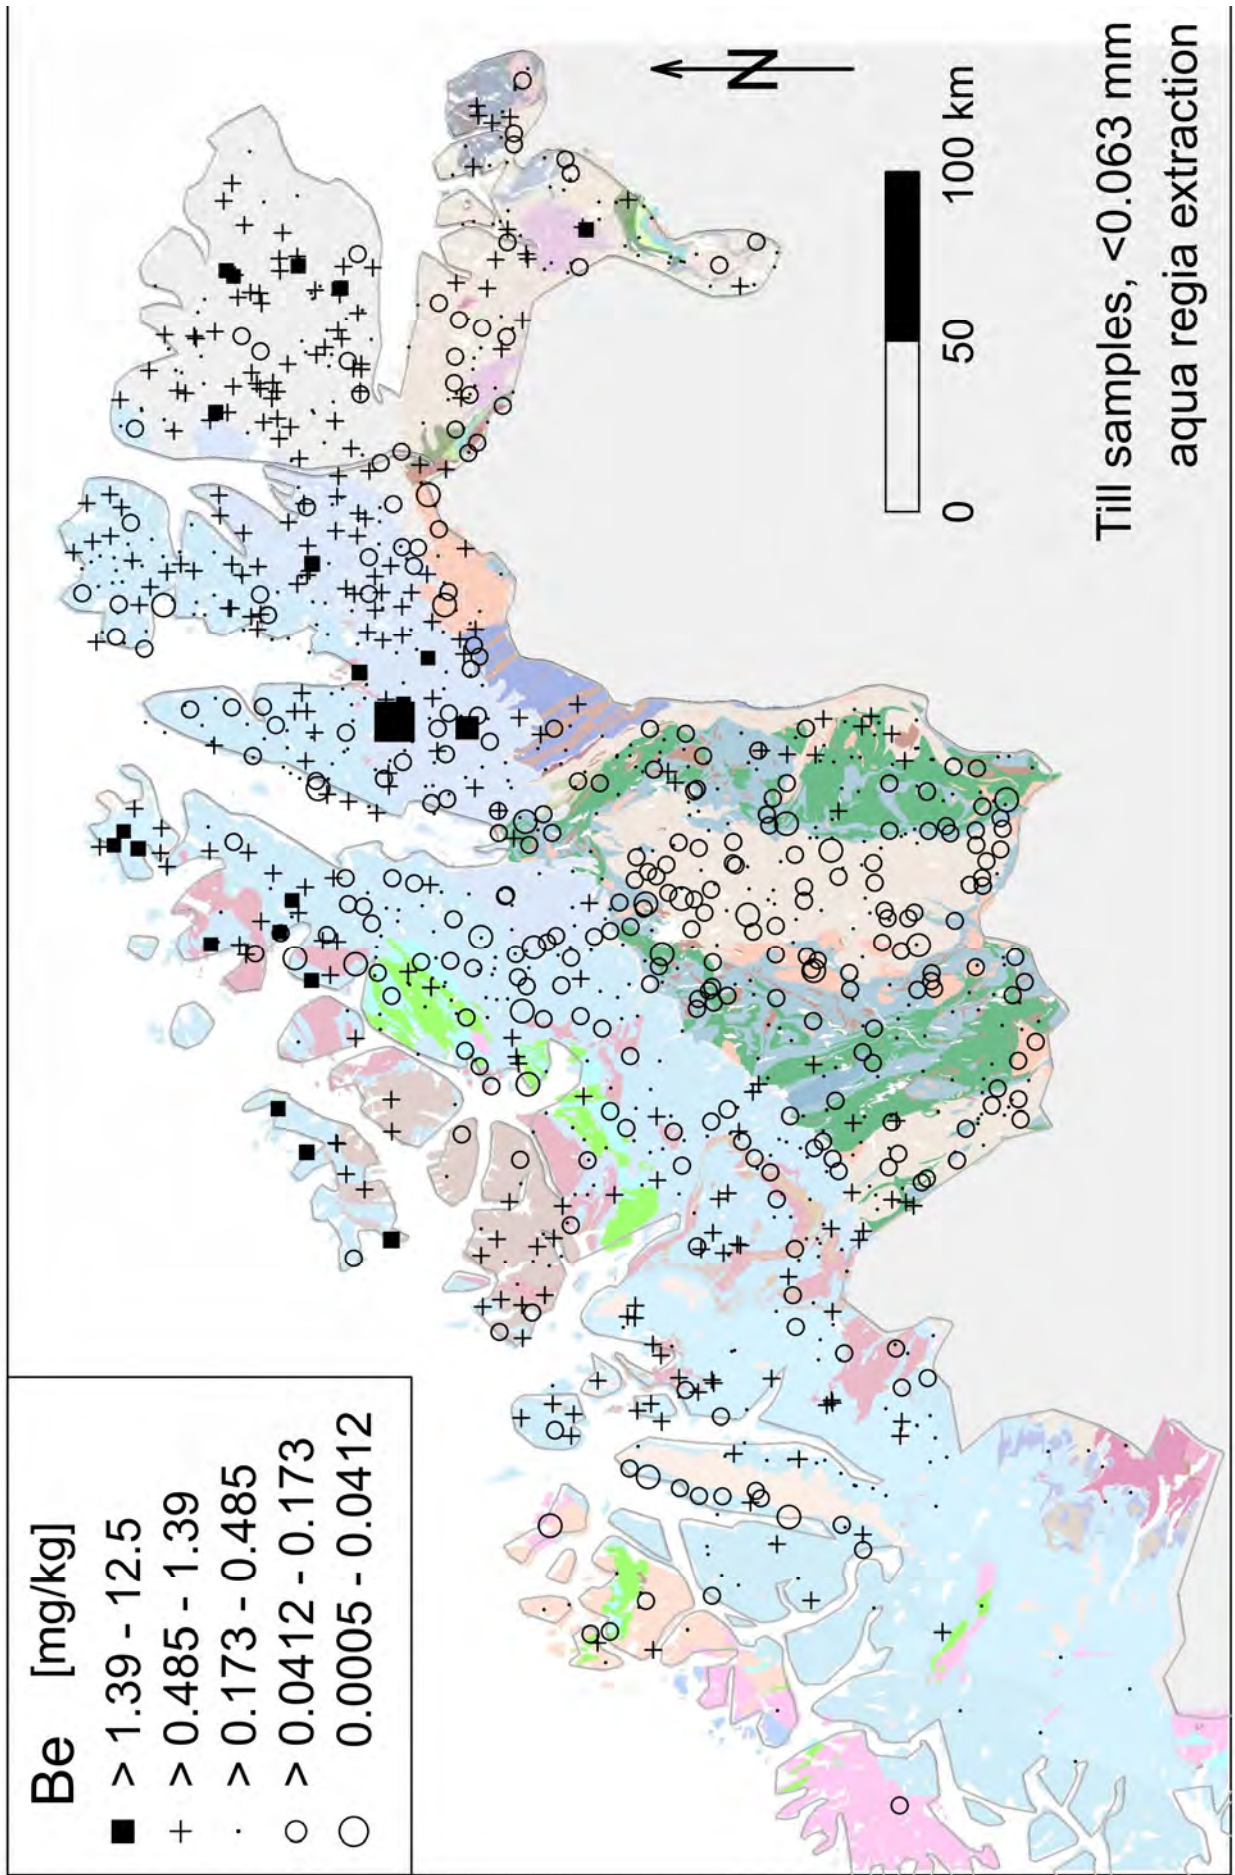 Be [mg/kg]
> 1.39 - 12.5
> 0.485 - 1.39
> 0.173 - 0.485
> 0.0412 - 0.173
0.0005 - 0.0412
N
0 50 100 km
Till samples, <0.063 mm
aqua regia extraction